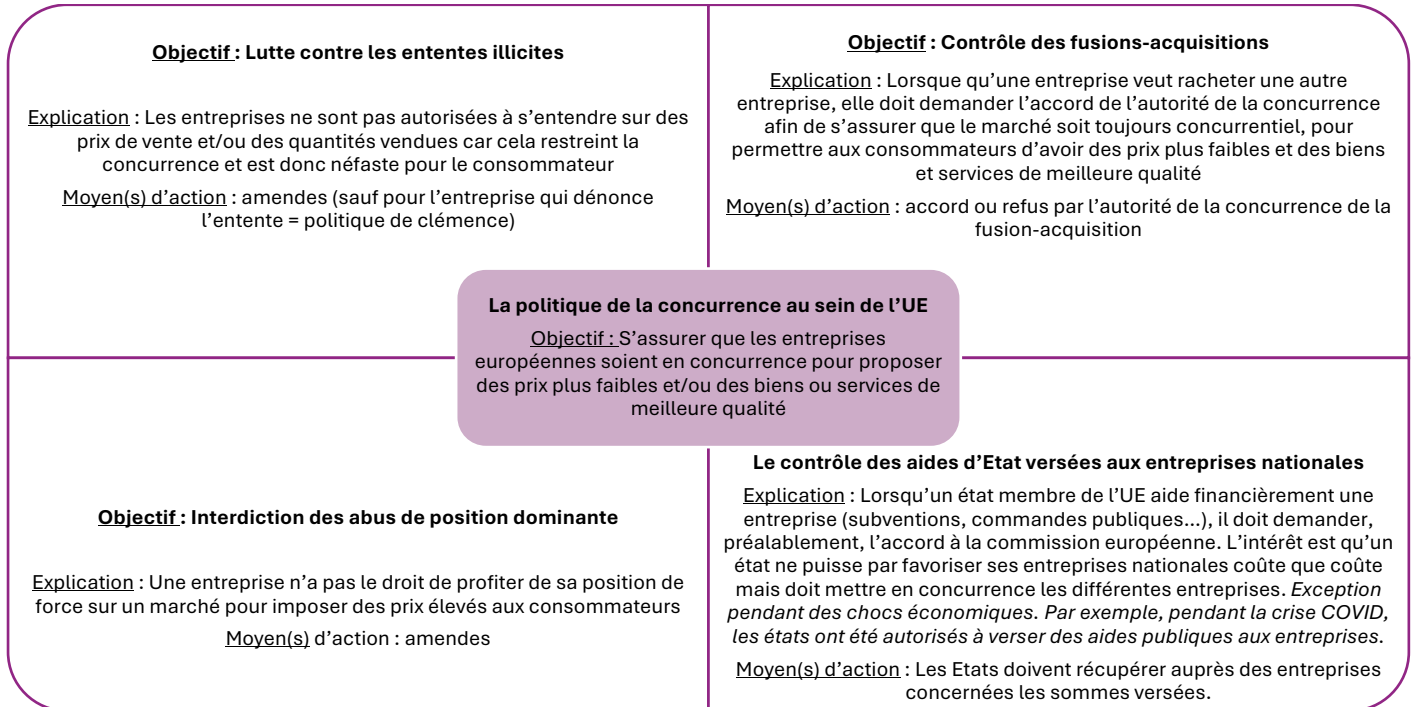 Objectif : Lutte contre les ententes illicites
Explication : Les entreprises ne sont pas autorisées à s’entendre sur des
prix de vente et/ou des quantités vendues car cela restreint la
concurrence et est donc néfaste pour le consommateur
Moyen(s) d’action : amendes (sauf pour l’entreprise qui dénonce
l’entente = politique de clémence)
Objectif : Contrôle des fusions-acquisitions
Explication : Lorsque qu’une entreprise veut racheter une autre
entreprise, elle doit demander l’accord de l’autorité de la concurrence
afin de s’assurer que le marché soit toujours concurrentiel, pour
permettre aux consommateurs d’avoir des prix plus faibles et des biens
et services de meilleure qualité
Moyen(s) d’action : accord ou refus par l’autorité de la concurrence de la
fusion-acquisition
La politique de la concurrence au sein de l’UE
Objectif : S’assurer que les entreprises
européennes soient en concurrence pour proposer
des prix plus faibles et/ou des biens ou services de
meilleure qualité
Objectif : Interdiction des abus de position dominante
Explication : Une entreprise n’a pas le droit de profiter de sa position de
force sur un marché pour imposer des prix élevés aux consommateurs
Moyen(s) d’action : amendes
Le contrôle des aides d’Etat versées aux entreprises nationales
Explication : Lorsqu’un état membre de l’UE aide financièrement une
entreprise (subventions, commandes publiques…), il doit demander,
préalablement, l’accord à la commission européenne. L’intérêt est qu’un
état ne puisse par favoriser ses entreprises nationales coûte que coûte
mais doit mettre en concurrence les différentes entreprises. Exception
pendant des chocs économiques. Par exemple, pendant la crise COVID,
les états ont été autorisés à verser des aides publiques aux entreprises.
Moyen(s) d’action : Les Etats doivent récupérer auprès des entreprises
concernées les sommes versées.